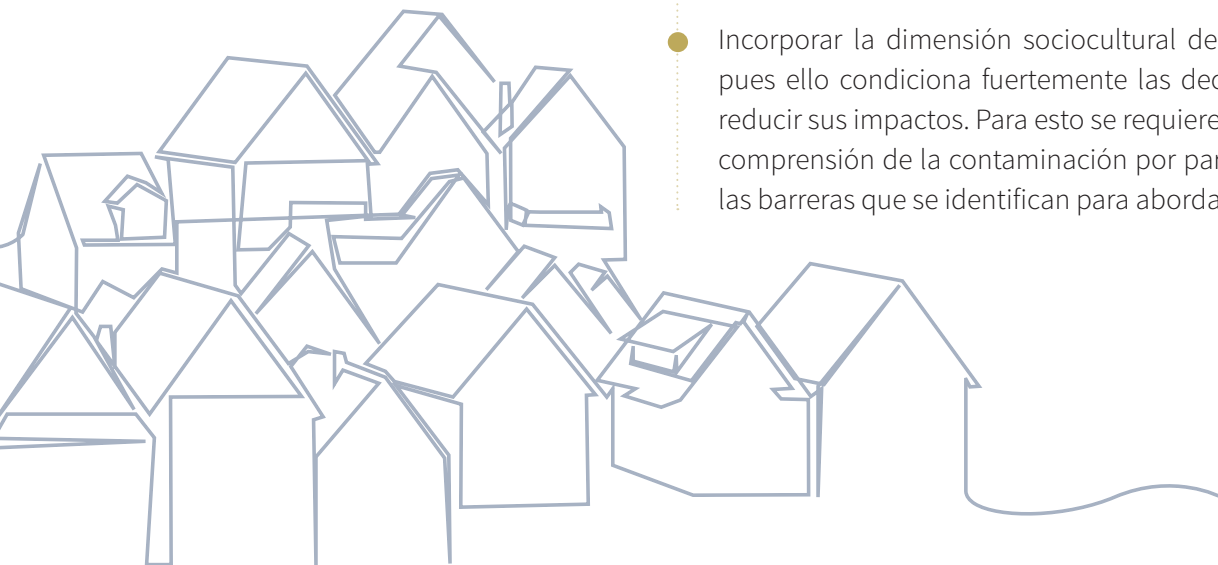 Incorporar la dimensión sociocultural de
pues ello condiciona fuertemente las dec
reducir sus impactos. Para esto se requiere
comprensión de la contaminación por par
las barreras que se identifican para aborda